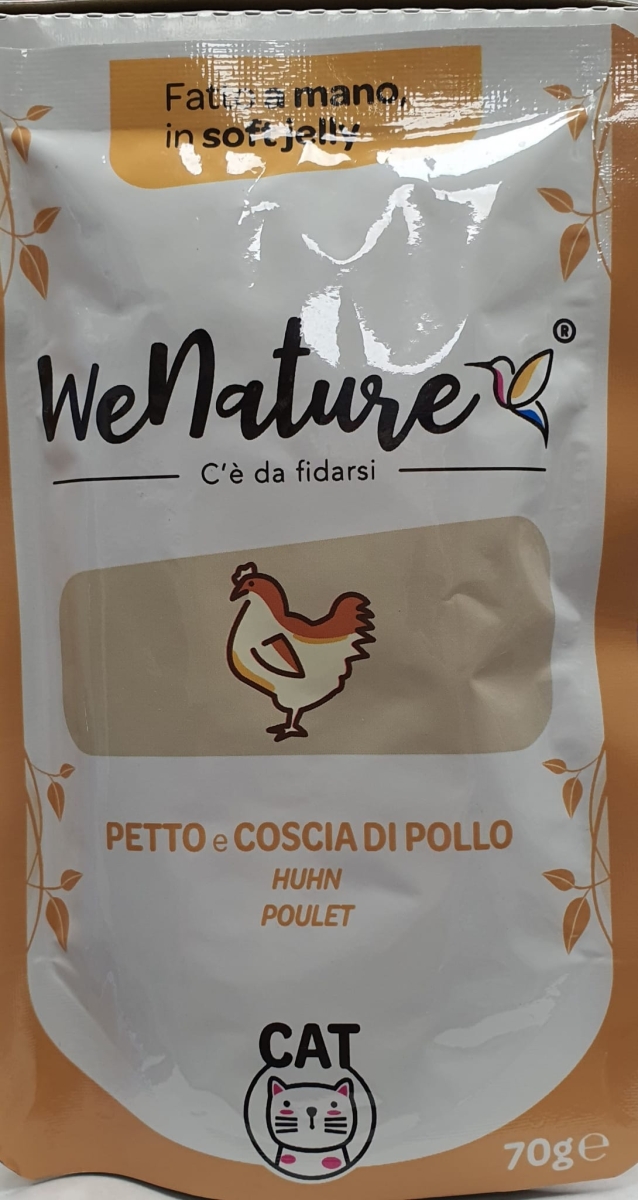 Fatto a mano,
in soft jelly
WeNature®
C'è da fidarsi
PETTO e COSCIA DI POLLO
HUHN
POULET
CAT
70g e